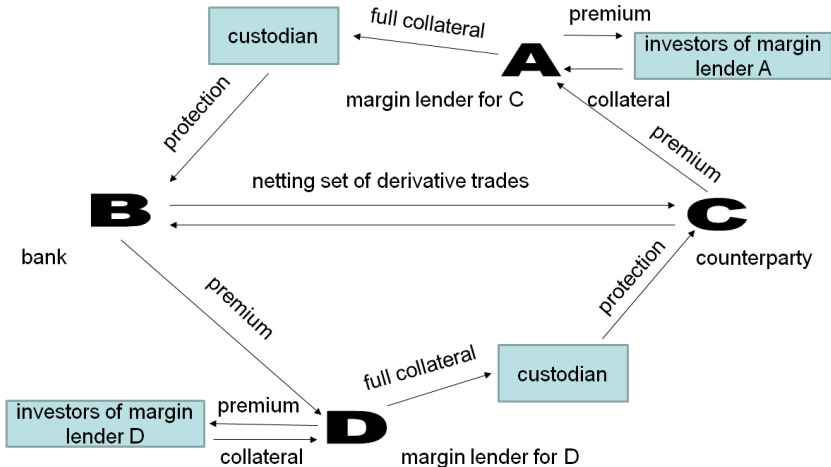 full collateral
premium
custodian
A
investors of margin
lender A
margin lender for C
collateral
protection
premium
netting set of derivative trades
B
C
bank
counterparty
protection
premium
full collateral
custodian
investors of margin
lender D
premium
D
collateral
margin lender for D